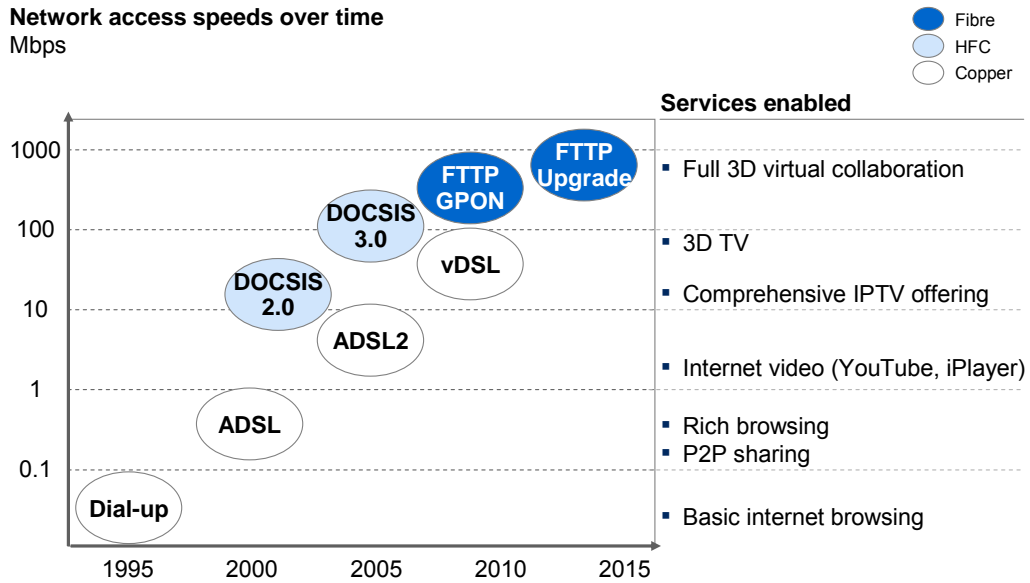 Network access speeds over time
Mbps
Fibre
HFC
Copper
Services enabled
1000
100
10
1
0.1
FTTP
Upgrade
FTTP
GPON
DOCSIS
3.0
vDSL
DOCSIS
2.0
ADSL2
ADSL
Dial-up
▪ Full 3D virtual collaboration
▪ 3D TV
▪ Comprehensive IPTV offering
▪ Internet video (YouTube, iPlayer)
▪ Rich browsing
▪ P2P sharing
▪ Basic internet browsing
1995
2000
2005
2010
2015